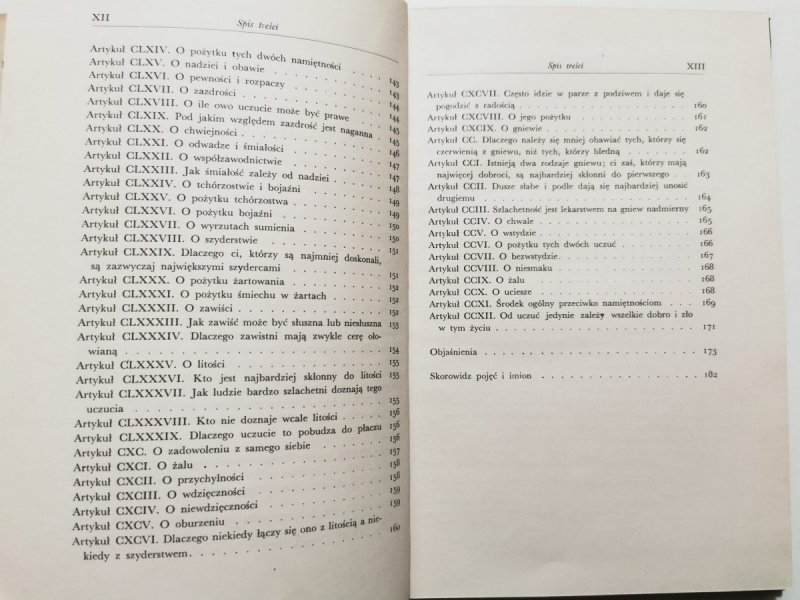 XII
Spis treści
Artykuł CLXIV. O pożytku tych dwóch namiętności
Artykuł CLXV. O nadziei i obawie . . . . . . . . 143
Artykuł CLXVI. O pewności i rozpaczy . . . . . . 143
Artykuł CLXVII. O zazdrości . . . . . . . . . . 144
Artykuł CLXVIII. O ile owo uczucie może być prawe 144
Artykuł CLXIX. Pod jakim względem zazdrość jest naganna 145
Artykuł CLXX. O chwiejności . . . . . . . . . . 145
Artykuł CLXXI. O odwadze i śmiałości . . . . . . 146
Artykuł CLXXII. O współzawodnictwie . . . . . . 147
Artykuł CLXXIII. Jak śmiałość zależy od nadziei . . 147
Artykuł CLXXIV. O tchórzostwie i bojaźni . . . . 148
Artykuł CLXXV. O pożytku tchórzostwa . . . . . 149
Artykuł CLXXVI. O pożytku bojaźni . . . . . . . 149
Artykuł CLXXVII. O wyrzutach sumienia . . . . . 150
Artykuł CLXXVIII. O szyderstwie . . . . . . . . 150
Artykuł CLXXIX. Dlaczego ci, którzy są najmniej doskonali, 151
są zazwyczaj największymi szydercami
Artykuł CLXXX. O pożytku żartowania . . . . . . 151
Artykuł CLXXXI. O pożytku śmiechu w żartach . . . 152
Artykuł CLXXXII. O zawiści . . . . . . . . . . 152
Artykuł CLXXXIII. Jak zawiść może być słuszna lub niesłuszna 153
Artykuł CLXXXIV. Dlaczego zawistni mają zwykle cerę oło-
wianą . . . . . . . . . . . . . . . . . . 154
Artykuł CLXXXV. O litości . . . . . . . . . . . 155
Artykuł CLXXXVI. Kto jest najbardziej skłonny do litości 155
Artykuł CLXXXVII. Jak ludzie bardzo szlachetni doznają tego
uczucia . . . . . . . . . . . . . . . . . 155
Artykuł CLXXXVIII. Kto nie doznaje wcale litości . . . 156
Artykuł CLXXXIX. Dlaczego uczucie to pobudza do płaczu 156
Artykuł CXC. O zadowoleniu z samego siebie . . . . 156
Artykuł CXCI. O żalu . . . . . . . . . . . . . 157
Artykuł CXCII. O przychylności . . . . . . . . . 158
Artykuł CXCIII. O wdzięczności . . . . . . . . . 158
Artykuł CXCIV. O niewdzięczności . . . . . . . . 159
Artykuł CXCV. O oburzeniu . . . . . . . . . . 159
Artykuł CXCVI. Dlaczego niekiedy łączy się ono z litością a nie-
kiedy z szyderstwem . . . . . . . . . . . . 160
Spis treści
XIII
Artykuł CXCVII. Często idzie w parze z podziwem i daje się
pogodzić z radością . . . . . . . . . . . . 160
Artykuł CXCVIII. O jego pożytku . . . . . . . . 161
Artykuł CXCIX. O gniewie . . . . . . . . . . . 162
Artykuł CC. Dlaczego należy się mniej obawiać tych, którzy się
czerwienią z gniewu, niż tych, którzy bledną . . . . 162
Artykuł CCI. Istnieją dwa rodzaje gniewu; ci zaś, którzy mają
najwięcej dobroci, są najbardziej skłonni do pierwszego . 163
Artykuł CCII. Dusze słabe i podłe dają się najbardziej unosić
drugiemu . . . . . . . . . . . . . . . . 164
Artykuł CCIII. Szlachetność jest lekarstwem na gniew nadmierny 165
Artykuł CCIV. O chwale . . . . . . . . . . . . 165
Artykuł CCV. O wstydzie . . . . . . . . . . . 166
Artykuł CCVI. O pożytku tych dwóch uczuć . . . . 166
Artykuł CCVII. O bezwstydzie . . . . . . . . . . 167
Artykuł CCVIII. O niesmaku . . . . . . . . . . 168
Artykuł CCIX. O żalu . . . . . . . . . . . . . 168
Artykuł CCX. O uciesze . . . . . . . . . . . . 168
Artykuł CCXI. Środek ogólny przeciwko namiętnościom . . . 169
Artykuł CCXII. Od uczuć jedynie zależy wszelkie dobro i zło
w tym życiu . . . . . . . . . . . . . . . 171
Objaśnienia . . . . . . . . . . . . . . . . . 173
Skorowidz pojęć i imion . . . . . . . . . . . . 182